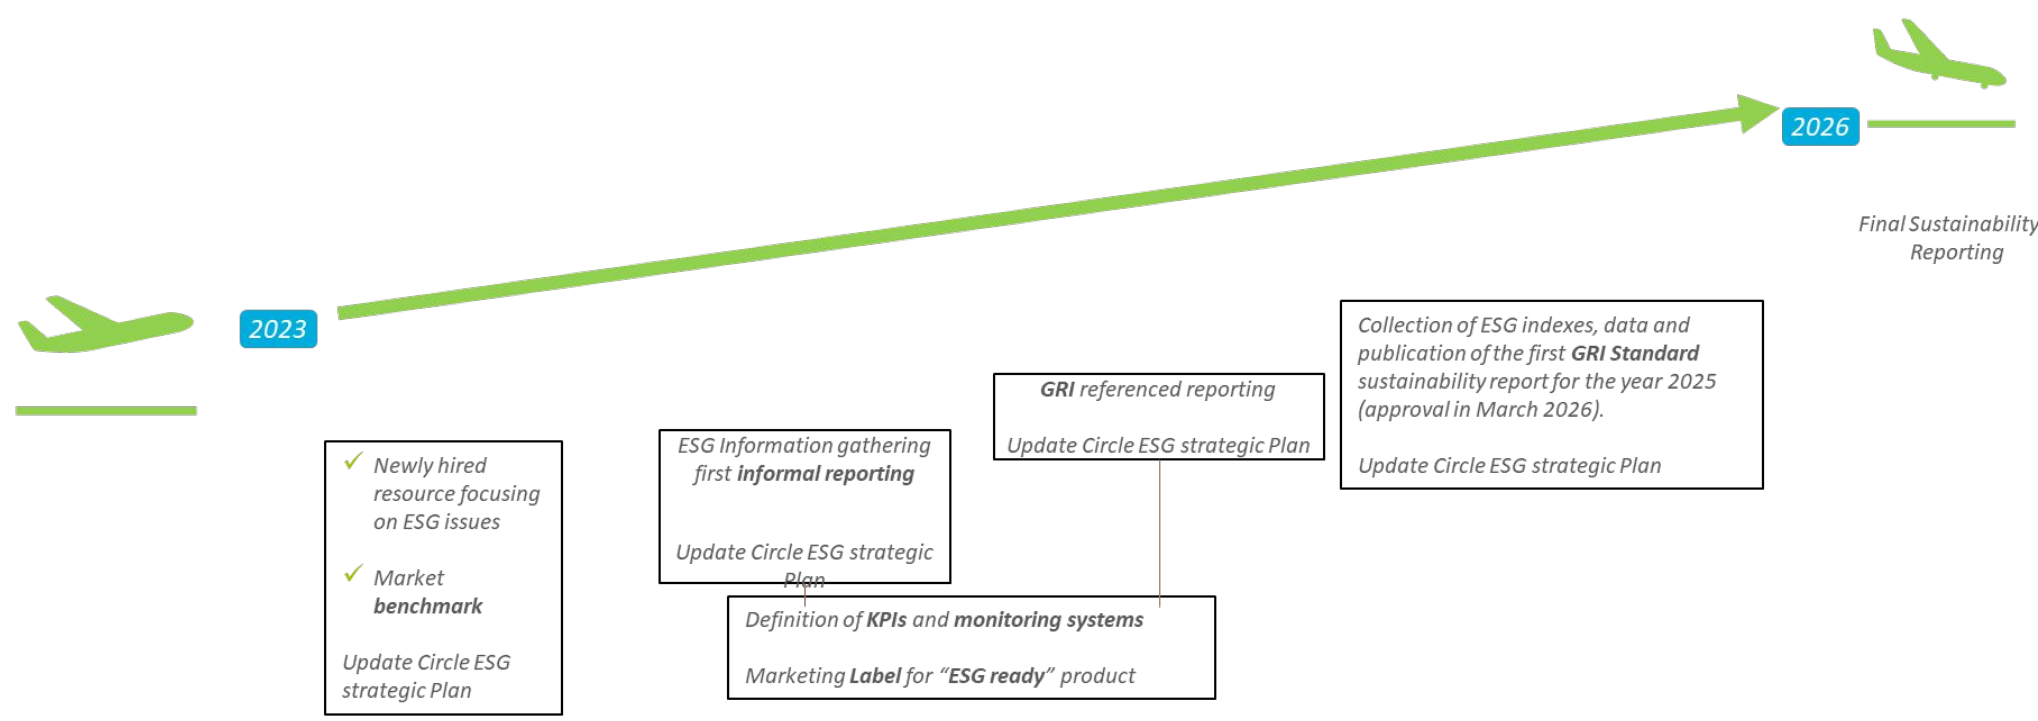 2026
Final Sustainability
Reporting
2023
Newly hired
resource focusing
on ESG issues
Market
benchmark
Update Circle ESG
strategic Plan
ESG Information gathering
first informal reporting
Update Circle ESG strategic
Plan
Definition of KPIs and monitoring systems
Marketing Label for “ESG ready” product
GRI referenced reporting
Update Circle ESG strategic Plan
Collection of ESG indexes, data and
publication of the first GRI Standard
sustainability report for the year 2025
(approval in March 2026).
Update Circle ESG strategic Plan